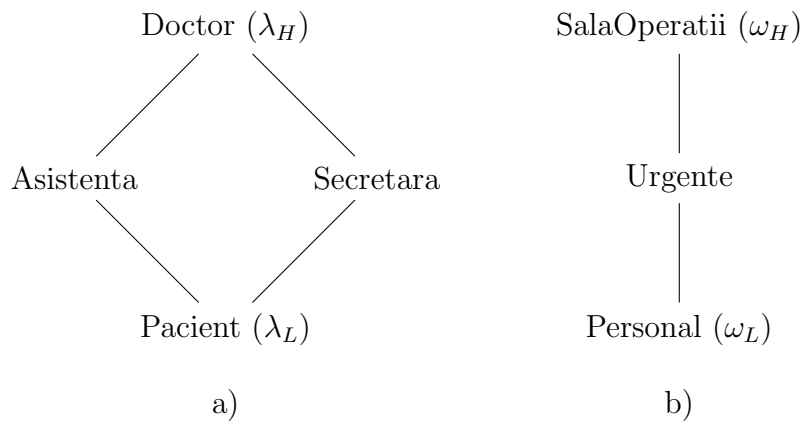 Doctor (λ_H)
SalaOperatii (ω_H)
Asistenta
Secretara
Urgente
Pacient (λ_L)
Personal (ω_L)
a)
b)